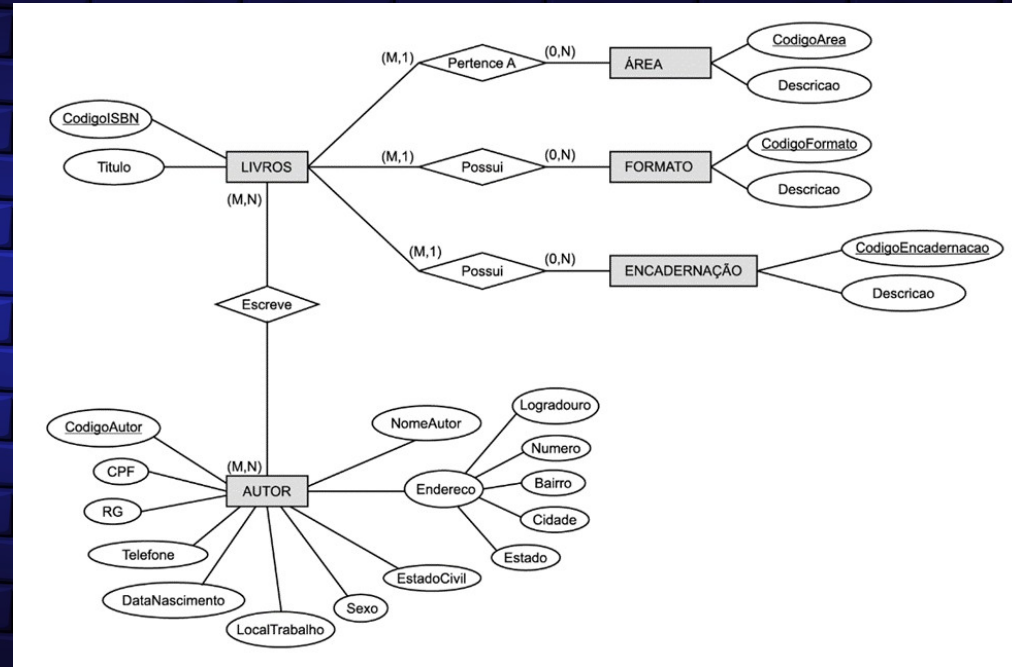 CodigoArea
(M,1)
Pertence A
(0,N)
ÁREA
Descricao
CodigoISBN
Titulo
LIVROS
(M,1)
Possui
(0,N)
FORMATO
CodigoFormato
Descricao
(M,N)
(M,1)
Possui
(0,N)
ENCADERNAÇÃO
CodigoEncadernacao
Descricao
Escreve
CodigoAutor
CPF
RG
Telefone
DataNascimento
LocalTrabalho
Sexo
EstadoCivil
(M,N)
AUTOR
NomeAutor
Endereco
Logradouro
Numero
Bairro
Cidade
Estado